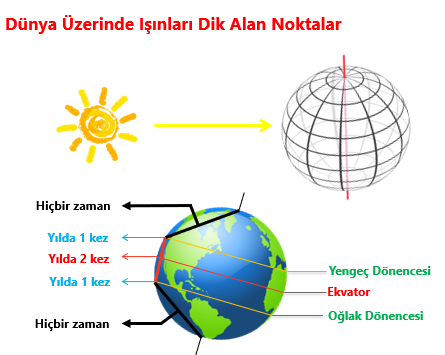 Dünya Üzerinde Işınları Dik Alan Noktalar
Hiçbir zaman
Yılda 1 kez
Yılda 2 kez
Yılda 1 kez
Hiçbir zaman
Yengeç Dönencesi
Ekvator
Oğlak Dönencesi